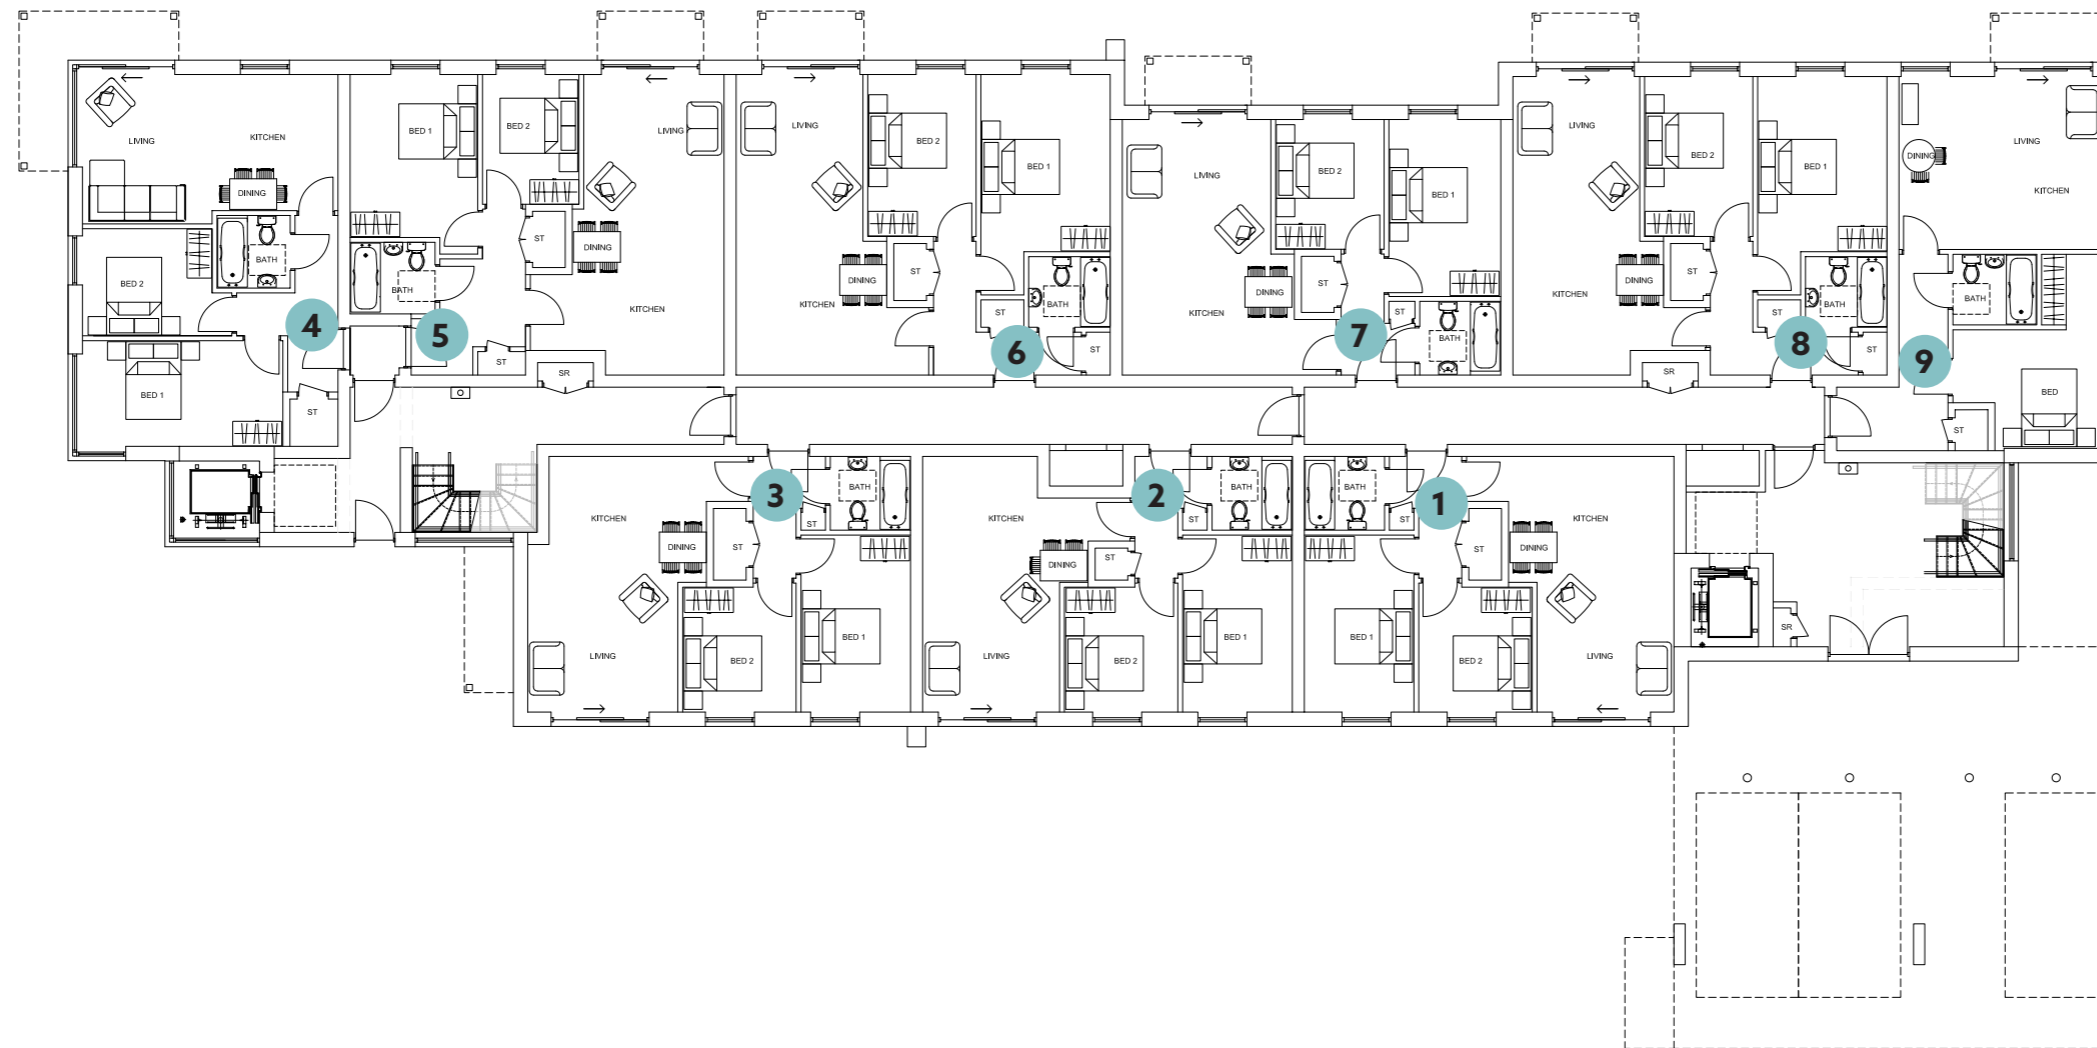 LIVING
KITCHEN
DINING
BATH
BED 2
BED 1
ST
4
BED 1
BATH
5
ST
BED 2
ST
DINING
LIVING
KITCHEN
SR
LIVING
KITCHEN
DINING
BED 2
ST
BED 1
ST
6
BATH
ST
LIVING
KITCHEN
DINING
BED 2
ST
BED 1
7
ST
BATH
LIVING
KITCHEN
DINING
BED 2
ST
BED 1
ST
8
BATH
ST
SR
9
DINING
LIVING
KITCHEN
BATH
BED
ST
KITCHEN
DINING
LIVING
ST
3
BATH
ST
BED 2
BED 1
KITCHEN
DINING
LIVING
ST
2
BATH
ST
BED 2
BED 1
BATH
ST
1
ST
DINING
KITCHEN
BED 1
BED 2
LIVING
SR